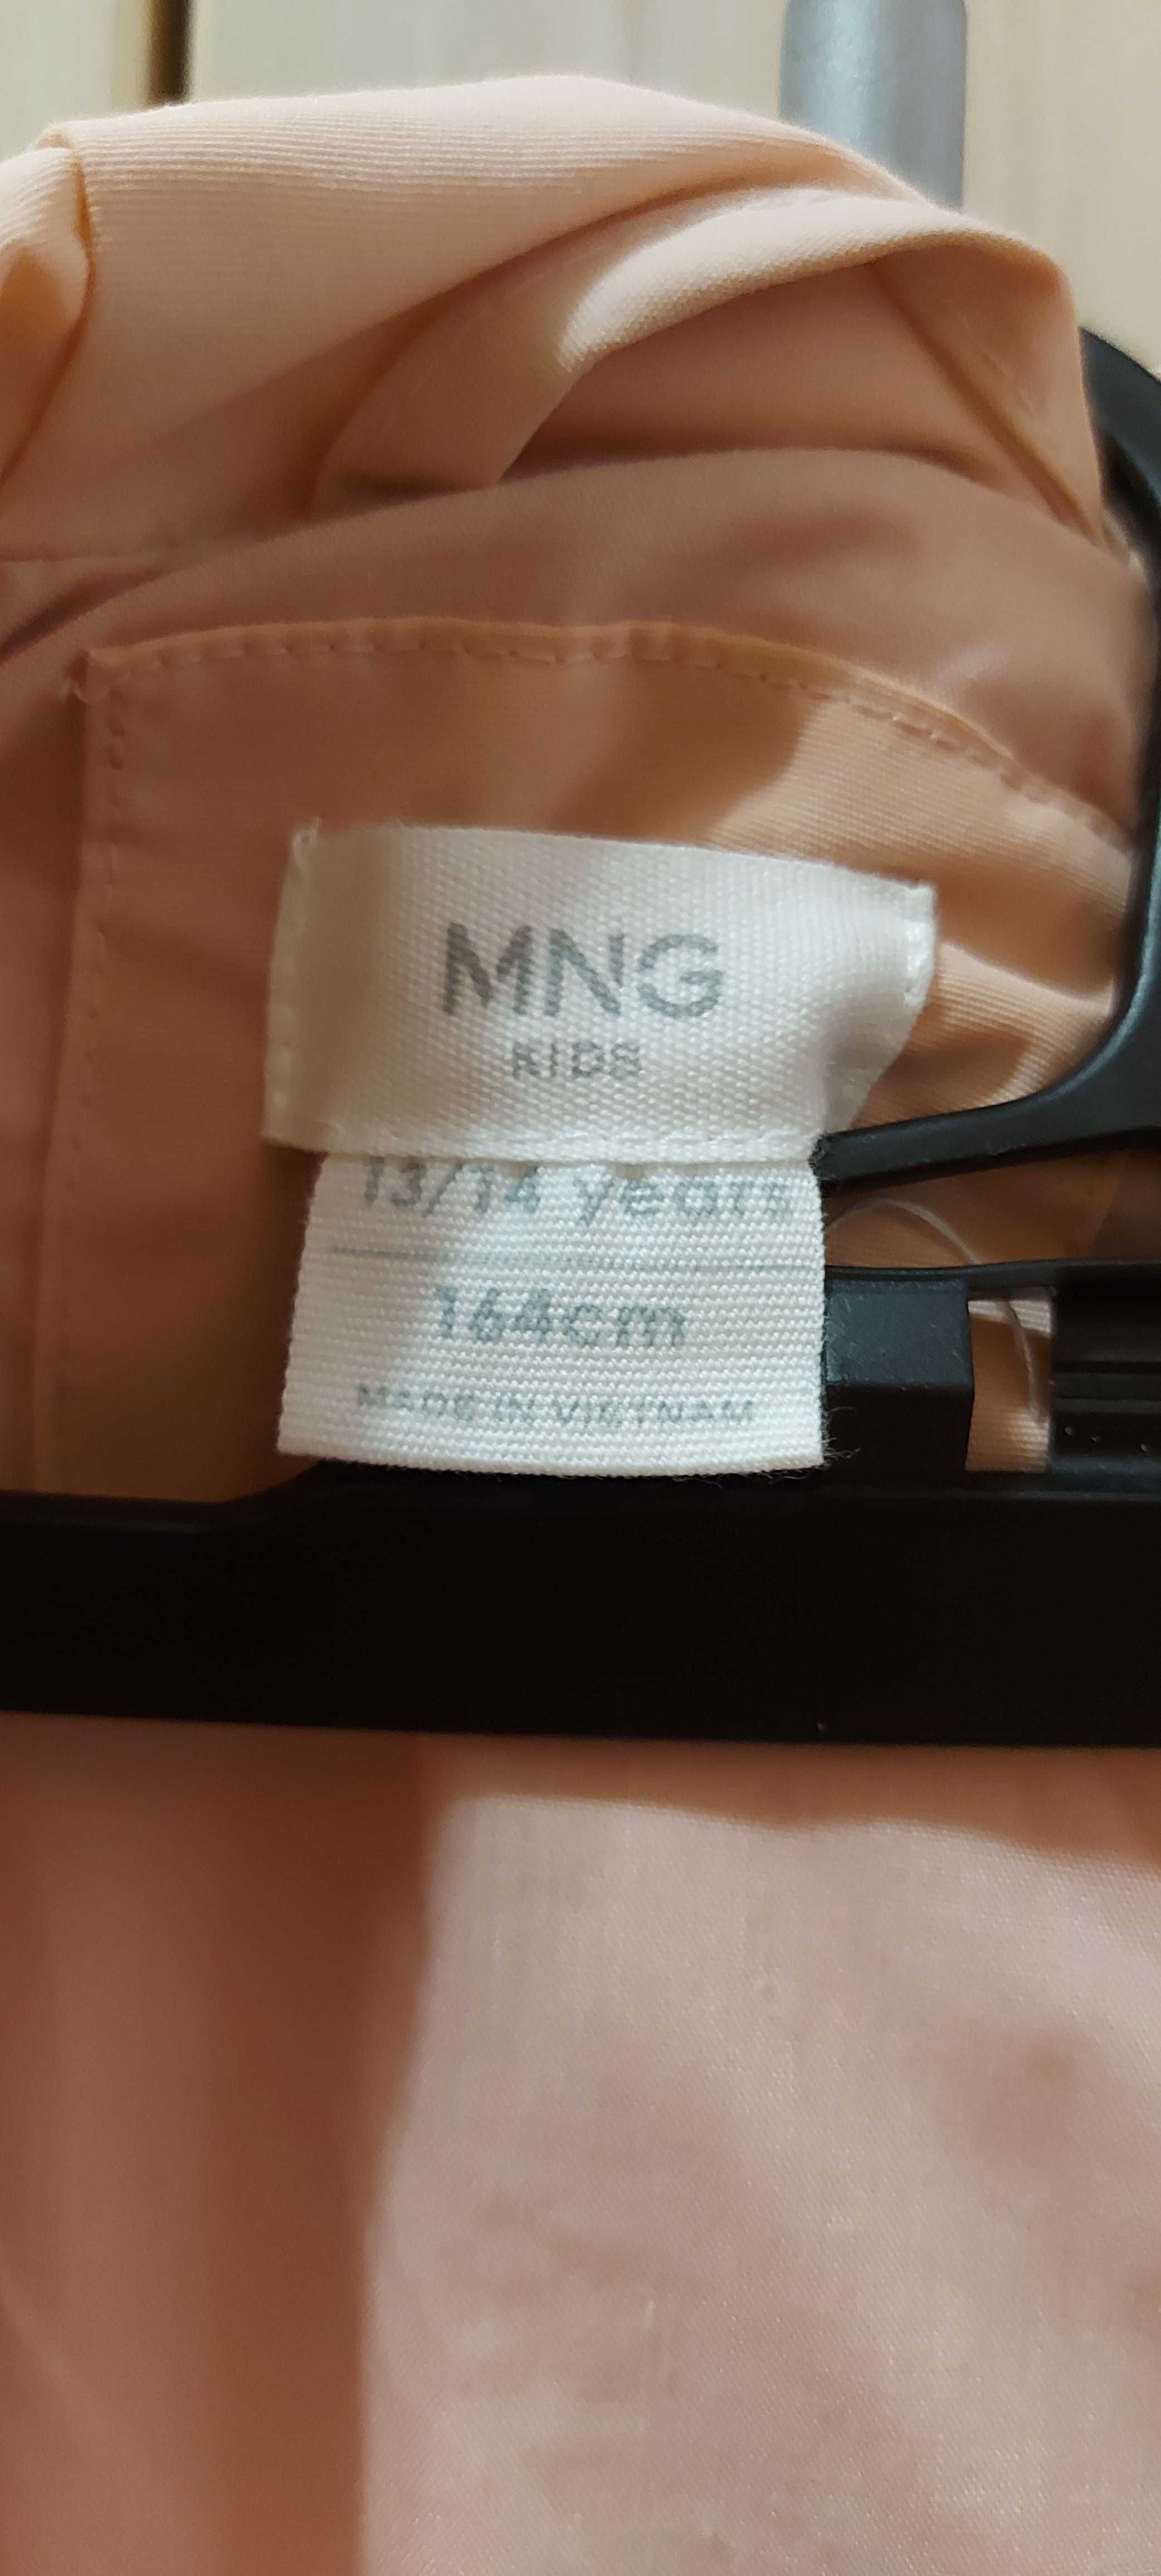 MNG
KIDS
13/14 years
164cm
MADE IN VIETNAM